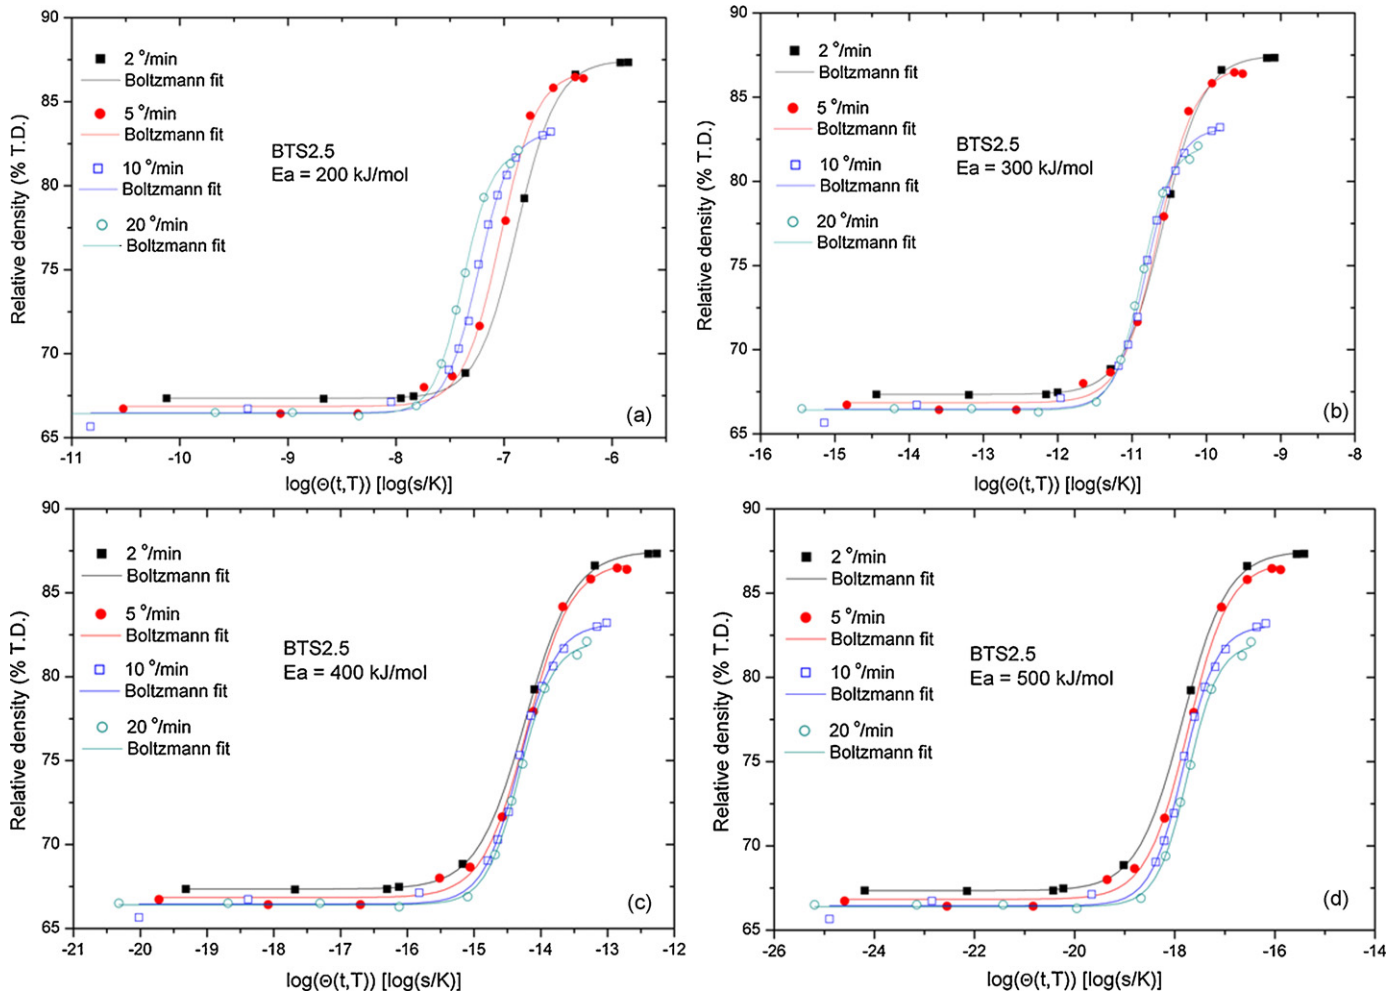 90
85
80
75
70
65
Relative density (% T.D.)
2 °/min
Boltzmann fit
5 °/min
Boltzmann fit
10 °/min
Boltzmann fit
20 °/min
Boltzmann fit
BTS2.5
Ea = 200 kJ/mol
(a)
-11 -10 -9 -8 -7 -6
log(Θ(t,T)) [log(s/K)]
90
85
80
75
70
65
Relative density (% T.D.)
2 °/min
Boltzmann fit
5 °/min
Boltzmann fit
10 °/min
Boltzmann fit
20 °/min
Boltzmann fit
BTS2.5
Ea = 300 kJ/mol
(b)
-16 -15 -14 -13 -12 -11 -10 -9 -8
log(Θ(t,T)) [log(s/K)]
90
85
80
75
70
65
Relative density (% T.D.)
2 °/min
Boltzmann fit
5 °/min
Boltzmann fit
10 °/min
Boltzmann fit
20 °/min
Boltzmann fit
BTS2.5
Ea = 400 kJ/mol
(c)
-21 -20 -19 -18 -17 -16 -15 -14 -13 -12
log(Θ(t,T)) [log(s/K)]
90
85
80
75
70
65
Relative density (% T.D.)
2 °/min
Boltzmann fit
5 °/min
Boltzmann fit
10 °/min
Boltzmann fit
20 °/min
Boltzmann fit
BTS2.5
Ea = 500 kJ/mol
(d)
-26 -24 -22 -20 -18 -16 -14
log(Θ(t,T)) [log(s/K)]